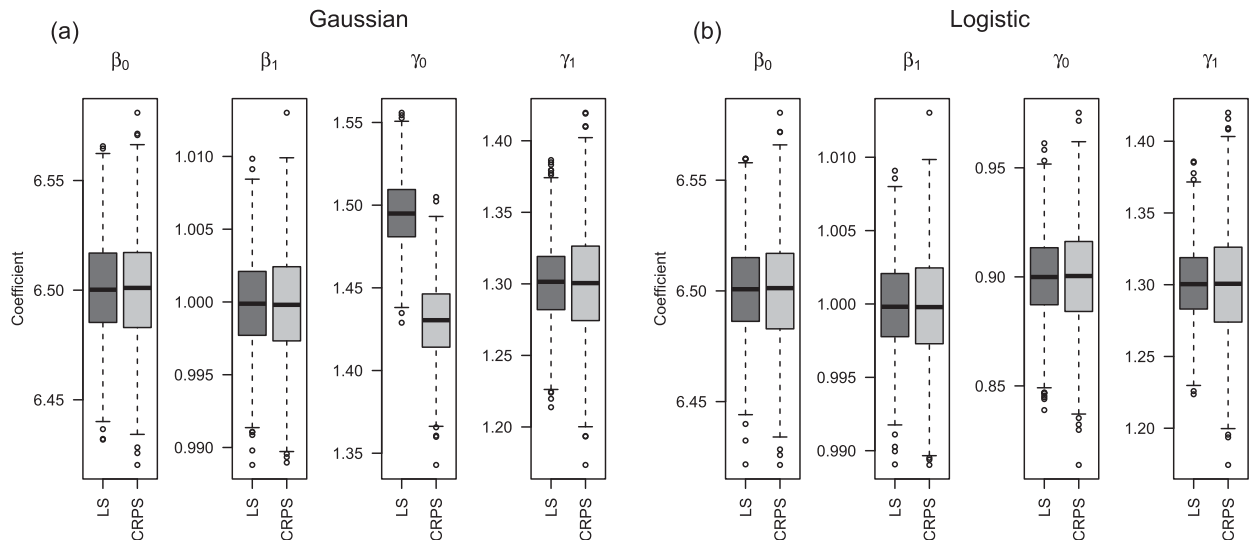 Gaussian
Logistic
(a)
(b)
β0
β1
γ0
γ1
β0
β1
γ0
γ1
Coefficient
6.55
6.50
6.45
LS
CRPS
1.010
1.005
1.000
0.995
0.990
LS
CRPS
1.55
1.50
1.45
1.40
1.35
LS
CRPS
1.40
1.35
1.30
1.25
1.20
LS
CRPS
Coefficient
6.55
6.50
6.45
LS
CRPS
1.010
1.005
1.000
0.995
0.990
LS
CRPS
0.95
0.90
0.85
LS
CRPS
1.40
1.35
1.30
1.25
1.20
LS
CRPS